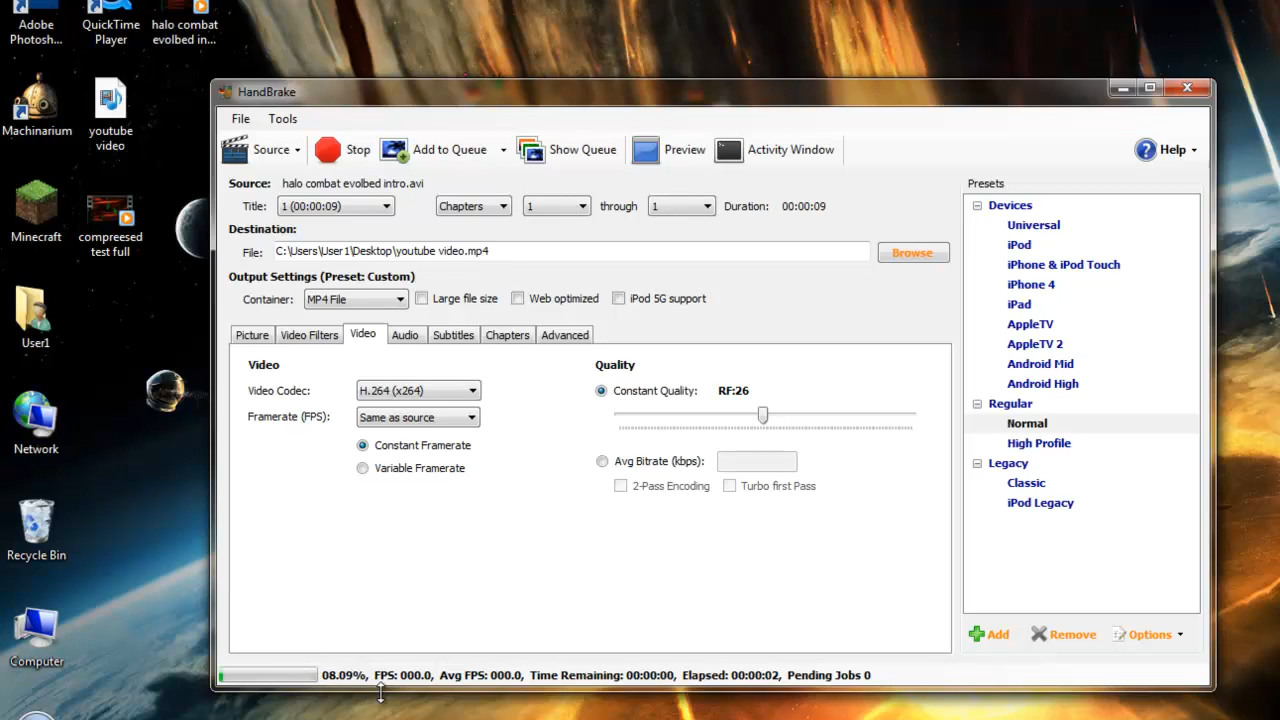 Adobe
Photosh...
QuickTime
Player
halo combat
evolbed in...
Machinarium
youtube
video
Minecraft
compreesed
test full
User1
Network
Recycle Bin
Computer
HandBrake
File Tools
Source Stop Add to Queue Show Queue Preview Activity Window Help
Source: halo combat evolbed intro.avi
Title: 1 (00:00:09) Chapters 1 through 1 Duration: 00:00:09
Destination:
File: C:\Users\User1\Desktop\youtube video.mp4 Browse
Output Settings (Preset: Custom)
Container: MP4 File Large file size Web optimized iPod 5G support
Picture Video Filters Video Audio Subtitles Chapters Advanced
Video
Video Codec: H.264 (x264)
Framerate (FPS): Same as source
Constant Framerate
Variable Framerate
Quality
Constant Quality: RF:26
Avg Bitrate (kbps):
2-Pass Encoding Turbo first Pass
Presets
Devices
Universal
iPod
iPhone & iPod Touch
iPhone 4
iPad
AppleTV
AppleTV 2
Android Mid
Android High
Regular
Normal
High Profile
Legacy
Classic
iPod Legacy
Add Remove Options
08.09%, FPS: 000.0, Avg FPS: 000.0, Time Remaining: 00:00:00, Elapsed: 00:00:02, Pending Jobs 0